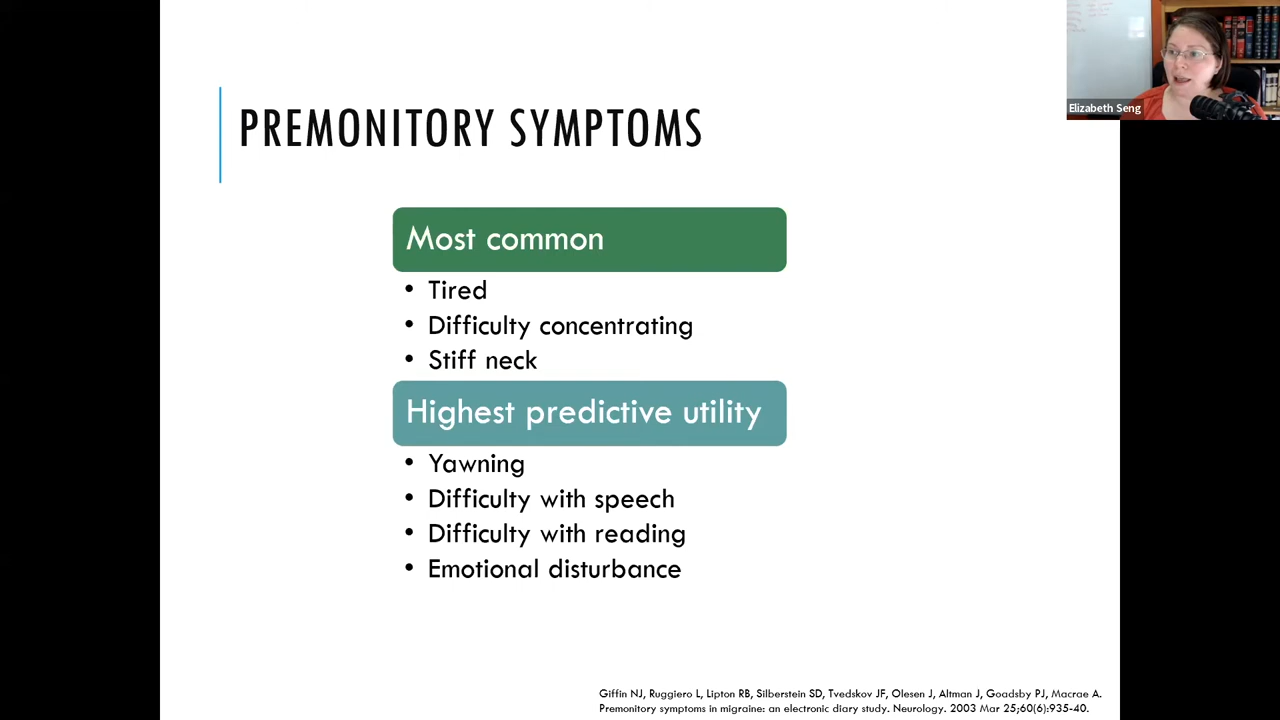 Elizabeth Seng
PREMONITORY SYMPTOMS
Most common
• Tired
• Difficulty concentrating
• Stiff neck
Highest predictive utility
• Yawning
• Difficulty with speech
• Difficulty with reading
• Emotional disturbance
Giffin NJ, Ruggiero L, Lipton RB, Silberstein SD, Tvedskov JF, Olesen J, Altman J, Goadsby PJ, Macrae A.
Premonitory symptoms in migraine: an electronic diary study. Neurology. 2003 Mar 25;60(6):935-40.